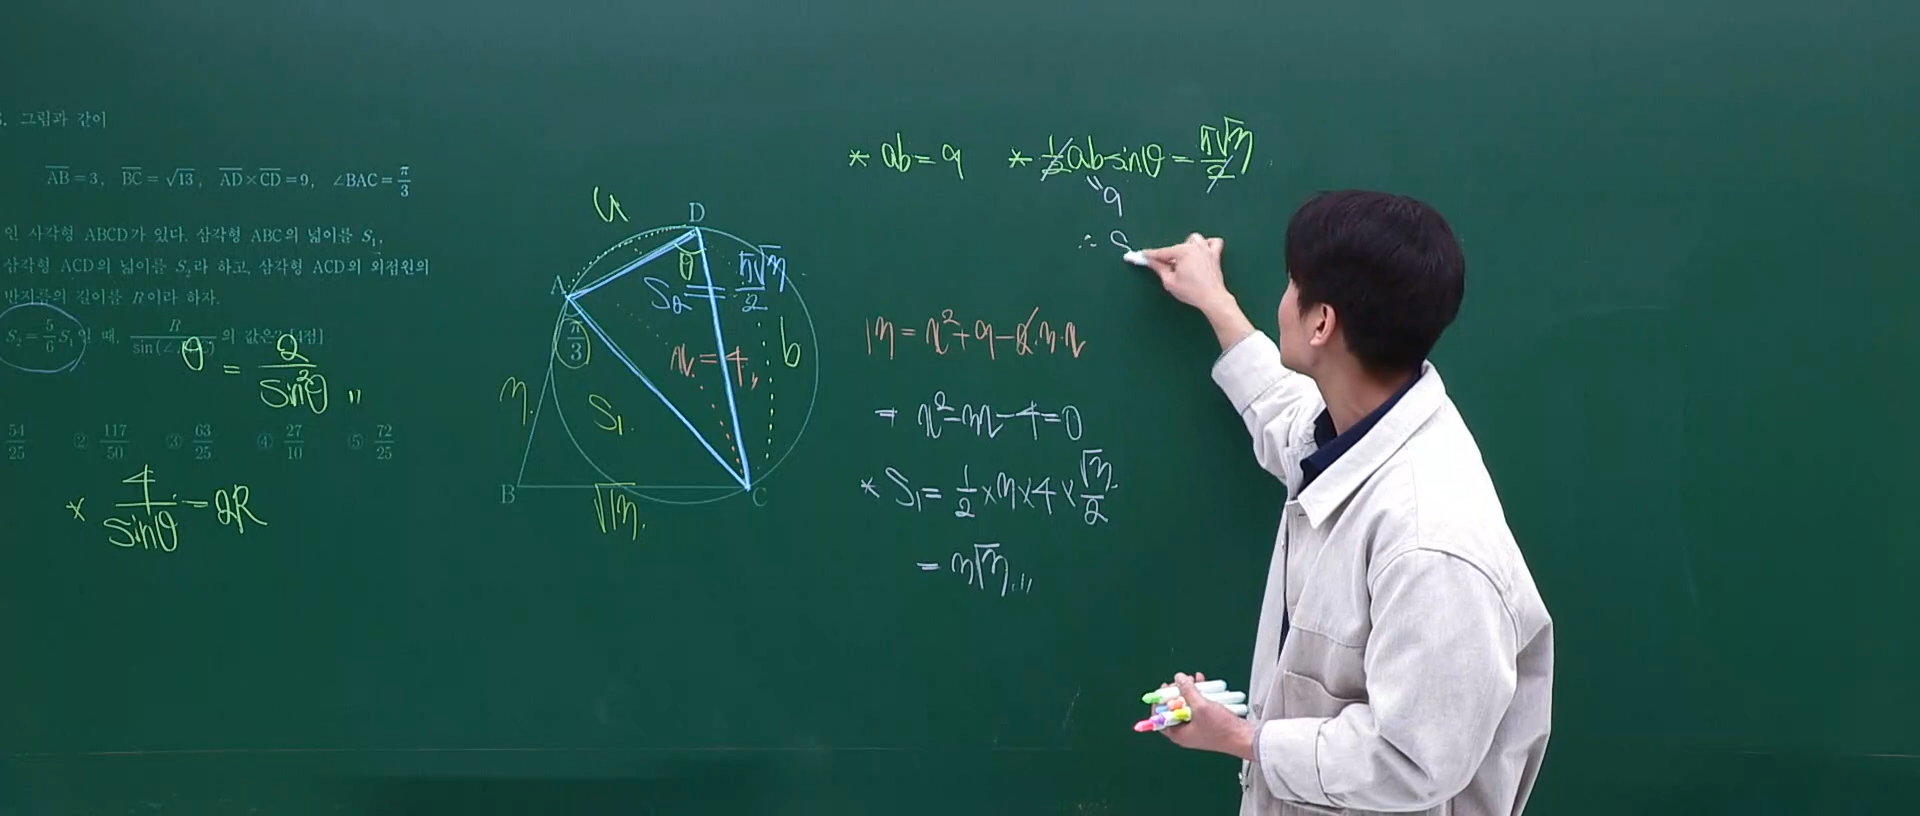 . 그림과 같이
AB=3, BC=√13, AD×CD=9, ∠BAC=π/3
인 사각형 ABCD가 있다. 삼각형 ABC의 넓이를 S₁,
삼각형 ACD의 넓이를 S₂라 하고, 삼각형 ACD의 외접원의
반지름의 길이를 R이라 하자.
S₂=5/6 S₁일 때, R/sin(∠ 의 값은? [4점]
θ = 2/sin²θ
54/25 ② 117/50 ③ 63/25 ④ 27/10 ⑤ 72/25
* 4/sinθ = 2R
a
D
θ
S₂ = 5√3/2
A
π/3
x = 4
b
3
S₁
B
√13
C
* ab = 9 * 1/2 ab sinθ = 5√3/2
9
∴ S
13 = x² + 9 - 2·3·x
= x² - 3x - 4 = 0
* S₁ = 1/2 × 3 × 4 × √3/2
= 3√3